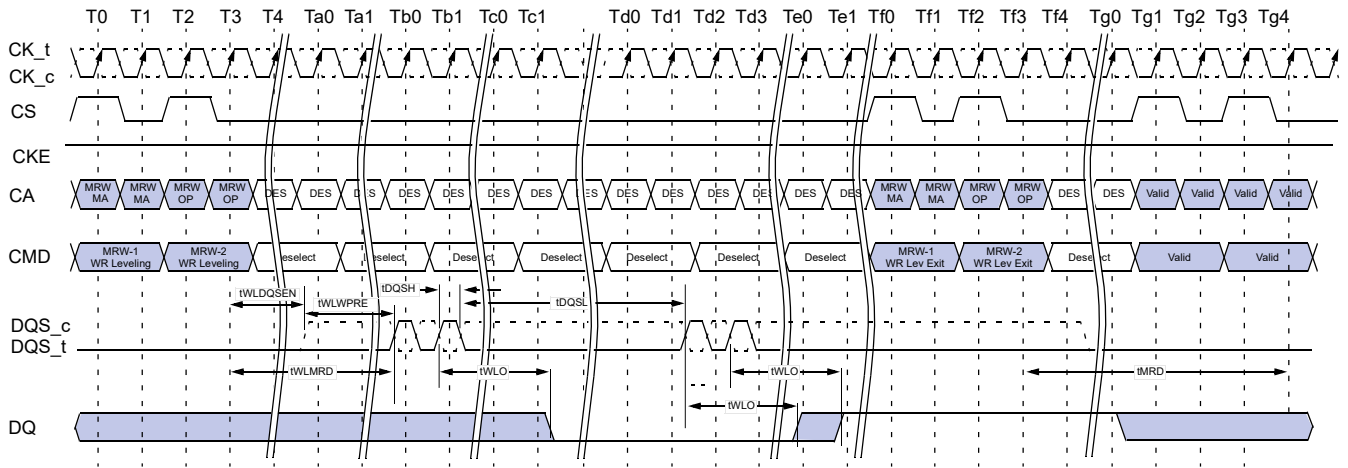 T0 T1 T2 T3 T4 Ta0 Ta1 Tb0 Tb1 Tc0 Tc1 Td0 Td1 Td2 Td3 Te0 Te1 Tf0 Tf1 Tf2 Tf3 Tf4 Tg0 Tg1 Tg2 Tg3 Tg4
CK_t
CK_c
CS
CKE
CA
MRW MRW MRW MRW DES DES DES DES DES DES DES DES DES DES DES DES DES DES MRW MRW MRW MRW DES DES Valid Valid Valid Valid
MA MA OP OP MA MA OP OP
CMD
MRW-1 MRW-2 Deselect Deselect Deselect Deselect Deselect Deselect Deselect MRW-1 MRW-2 Deselect Valid Valid
WR Leveling WR Leveling WR Lev Exit WR Lev Exit
tWLDQSEN tWLWPRE tDQSH tDQSL
DQS_c
DQS_t
tWLMRD tWLO tWLO tMRD
tWLO
DQ